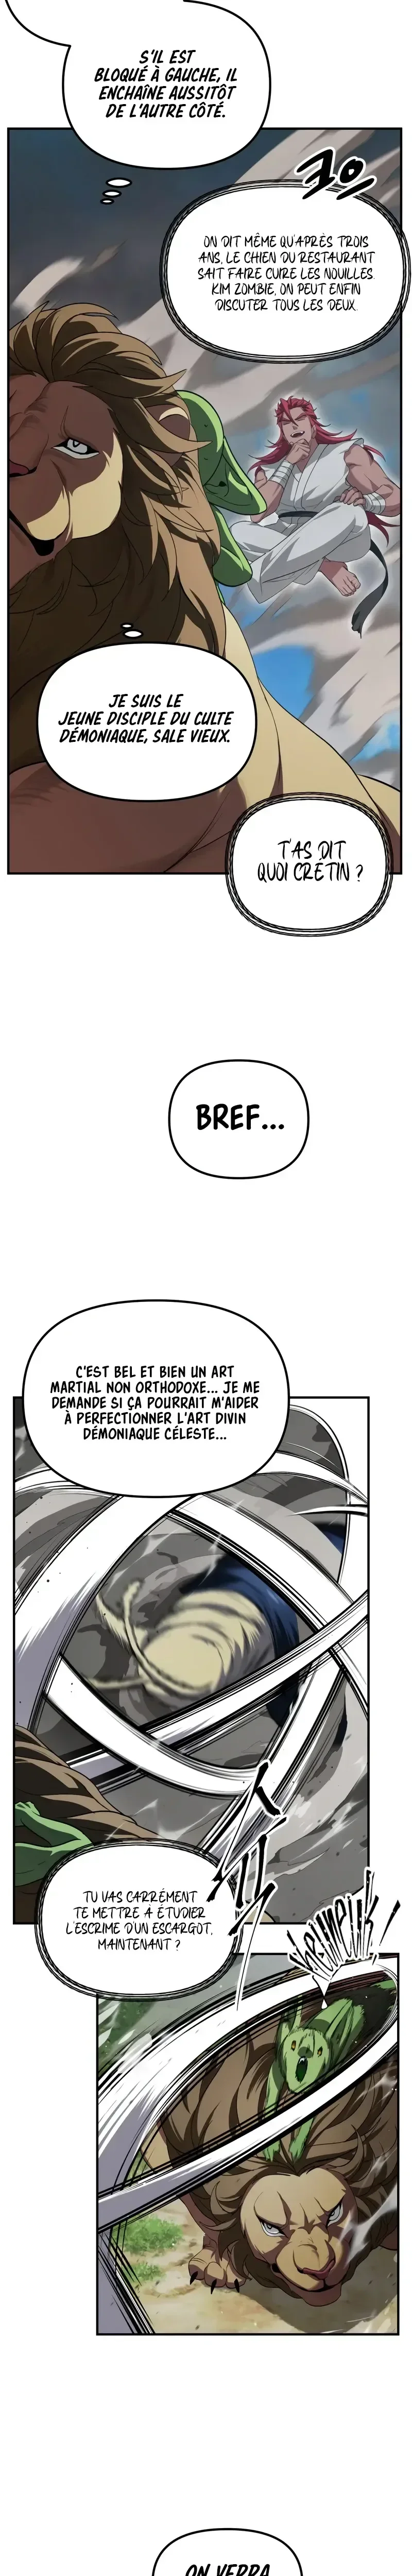 S'IL EST
BLOQUÉ À GAUCHE, IL
ENCHAÎNE AUSSITÔT
DE L'AUTRE CÔTÉ.
ON DIT MÊME QU'APRÈS TROIS
ANS, LE CHIEN DU RESTAURANT
SAIT FAIRE CUIRE LES NOUILLES.
KIM ZOMBIE, ON PEUT ENFIN
DISCUTER TOUS LES DEUX.
JE SUIS LE
JEUNE DISCIPLE DU CULTE
DÉMONIAQUE, SALE VIEUX.
T'AS DIT
QUOI CRÉTIN ?
BREF...
C'EST BEL ET BIEN UN ART
MARTIAL NON ORTHODOXE... JE ME
DEMANDE SI ÇA POURRAIT M'AIDER
À PERFECTIONNER L'ART DIVIN
DÉMONIAQUE CÉLESTE...
TU VAS CARRÉMENT
TE METTRE À ÉTUDIER
L'ESCRIME D'UN ESCARGOT,
MAINTENANT ?
ON VERRA